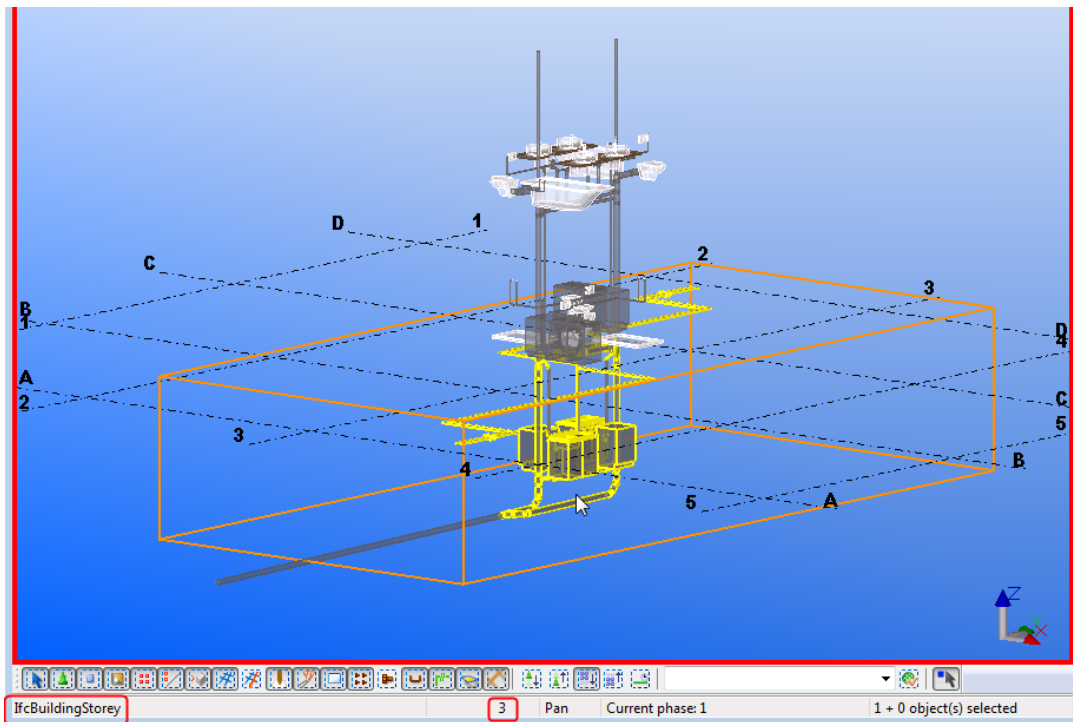 1
D
2
C
3
B
1
D
4
A
2
C
3
5
4
B
5
A
Z
X
IfcBuildingStorey 3 Pan Current phase: 1 1 + 0 object(s) selected